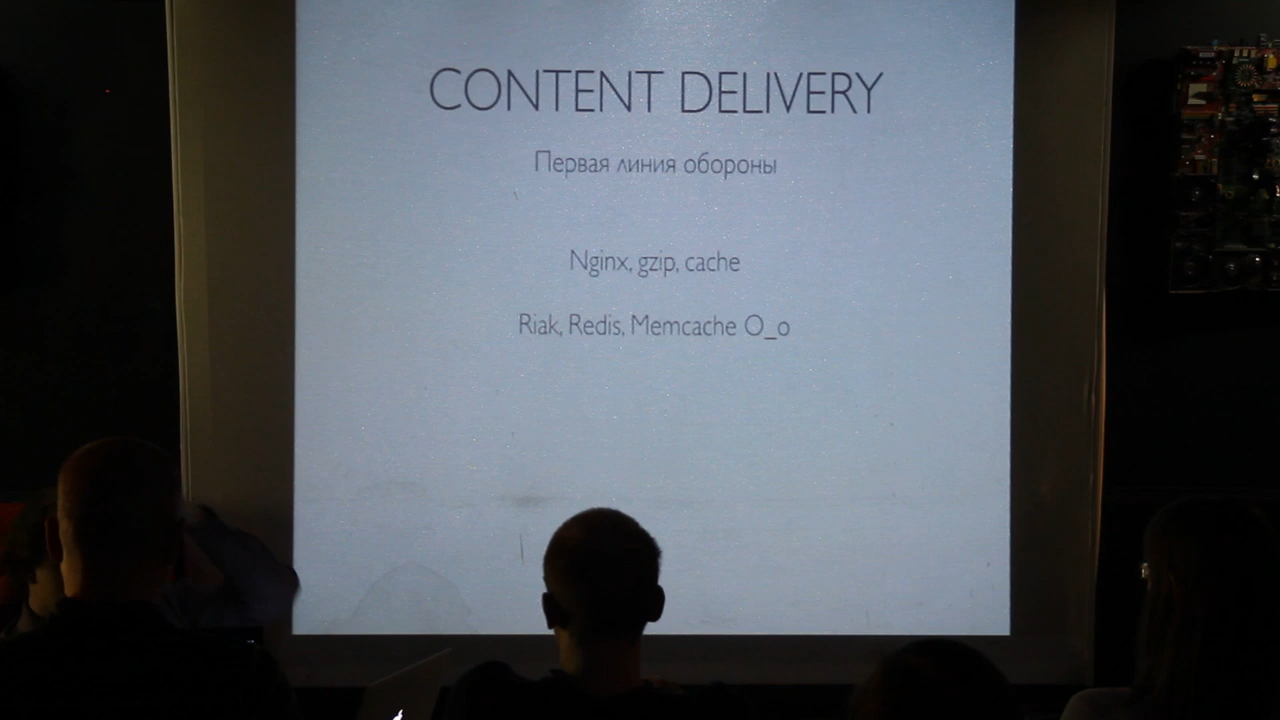 CONTENT DELIVERY
Первая линия обороны
Nginx, gzip, cache
Riak, Redis, Memcache O_o